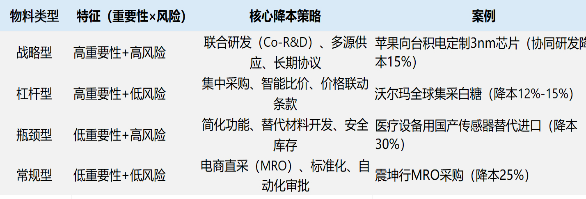 物料类型 特征（重要性×风险） 核心降本策略 案例
战略型 高重要性+高风险 联合研发（Co-R&D）、多源供应、长期协议 苹果向台积电定制3nm芯片（协同研发降本15%）
杠杆型 高重要性+低风险 集中采购、智能比价、价格联动条款 沃尔玛全球集采白糖（降本12%-15%）
瓶颈型 低重要性+高风险 简化功能、替代材料开发、安全库存 医疗设备用国产传感器替代进口（降本30%）
常规型 低重要性+低风险 电商直采（MRO）、标准化、自动化审批 震坤行MRO采购（降本25%）